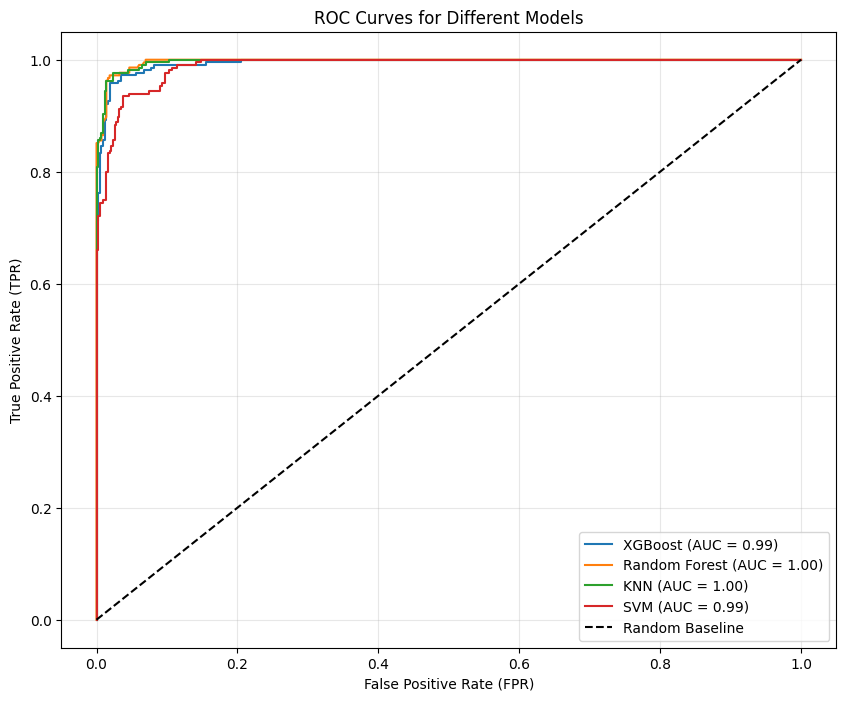 ROC Curves for Different Models
True Positive Rate (TPR)
1.0
0.8
0.6
0.4
0.2
0.0
0.0 0.2 0.4 0.6 0.8 1.0
False Positive Rate (FPR)
XGBoost (AUC = 0.99)
Random Forest (AUC = 1.00)
KNN (AUC = 1.00)
SVM (AUC = 0.99)
Random Baseline